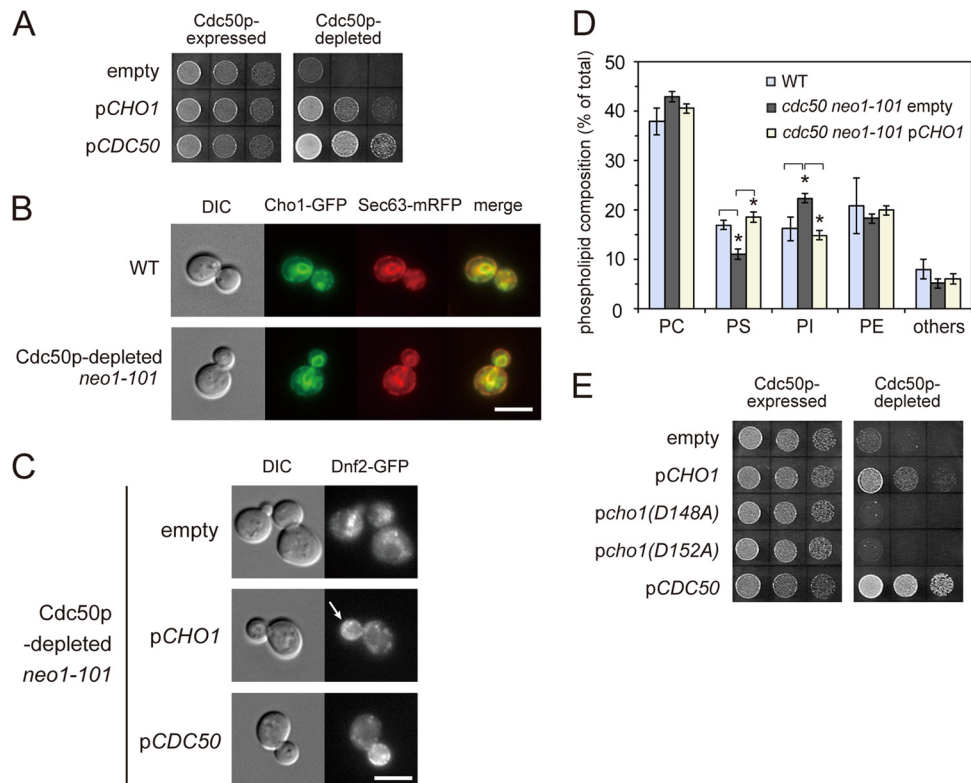 A
Cdc50p-
expressed
Cdc50p-
depleted
empty
pCHO1
pCDC50
B
DIC
Cho1-GFP
Sec63-mRFP
merge
WT
Cdc50p-depleted
neo1-101
C
DIC
Dnf2-GFP
empty
pCHO1
pCDC50
Cdc50p
-depleted
neo1-101
D
phospholipid composition (% of total)
50
40
30
20
10
0
WT
cdc50 neo1-101 empty
cdc50 neo1-101 pCHO1
* * * *
PC PS PI PE others
E
Cdc50p-
expressed
Cdc50p-
depleted
empty
pCHO1
pcho1(D148A)
pcho1(D152A)
pCDC50